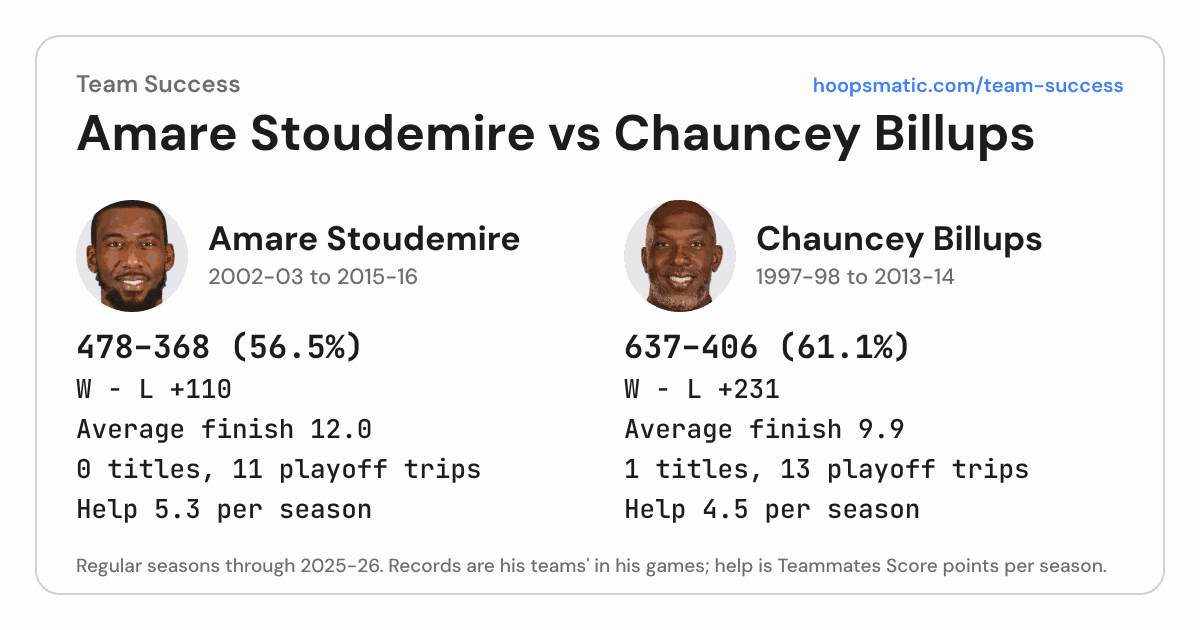 Team Success
hoopsmatic.com/team-success
Amare Stoudemire vs Chauncey Billups
Amare Stoudemire
2002-03 to 2015-16
478-368 (56.5%)
W - L +110
Average finish 12.0
0 titles, 11 playoff trips
Help 5.3 per season
Chauncey Billups
1997-98 to 2013-14
637-406 (61.1%)
W - L +231
Average finish 9.9
1 titles, 13 playoff trips
Help 4.5 per season
Regular seasons through 2025-26. Records are his teams' in his games; help is Teammates Score points per season.